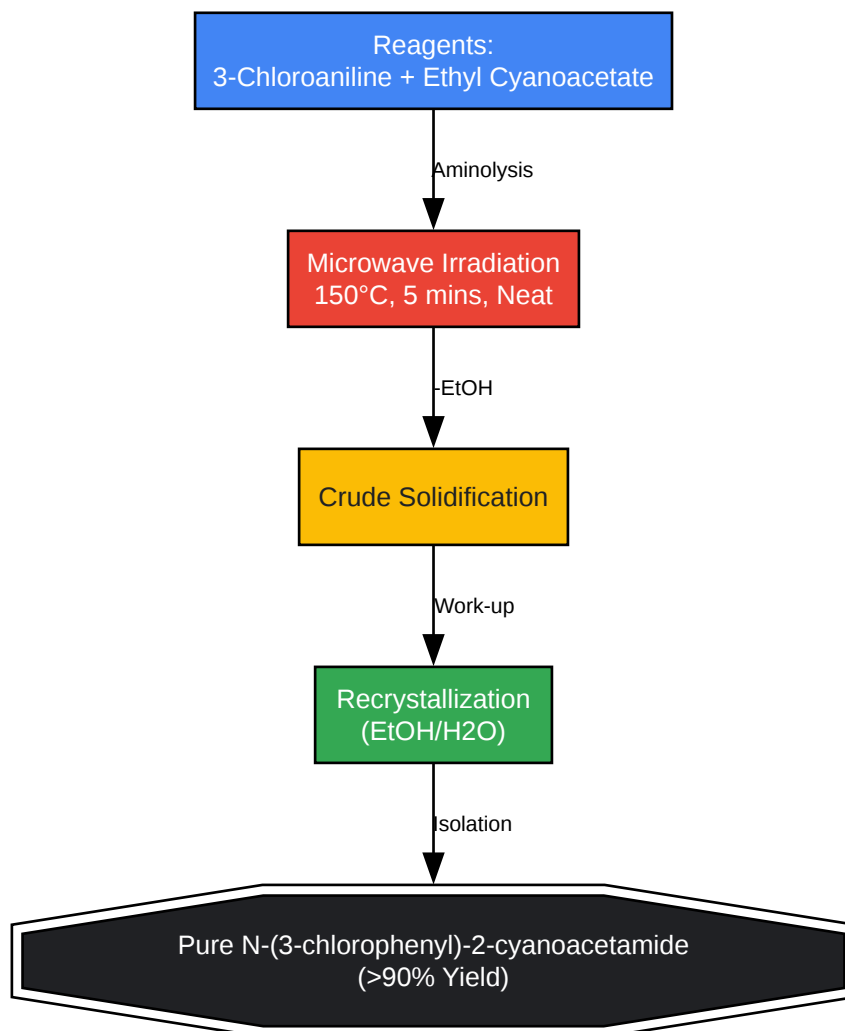 Reagents:
3-Chloroaniline + Ethyl Cyanoacetate
Aminolysis
Microwave Irradiation
150°C, 5 mins, Neat
-EtOH
Crude Solidification
Work-up
Recrystallization
(EtOH/H2O)
Isolation
Pure N-(3-chlorophenyl)-2-cyanoacetamide
(>90% Yield)